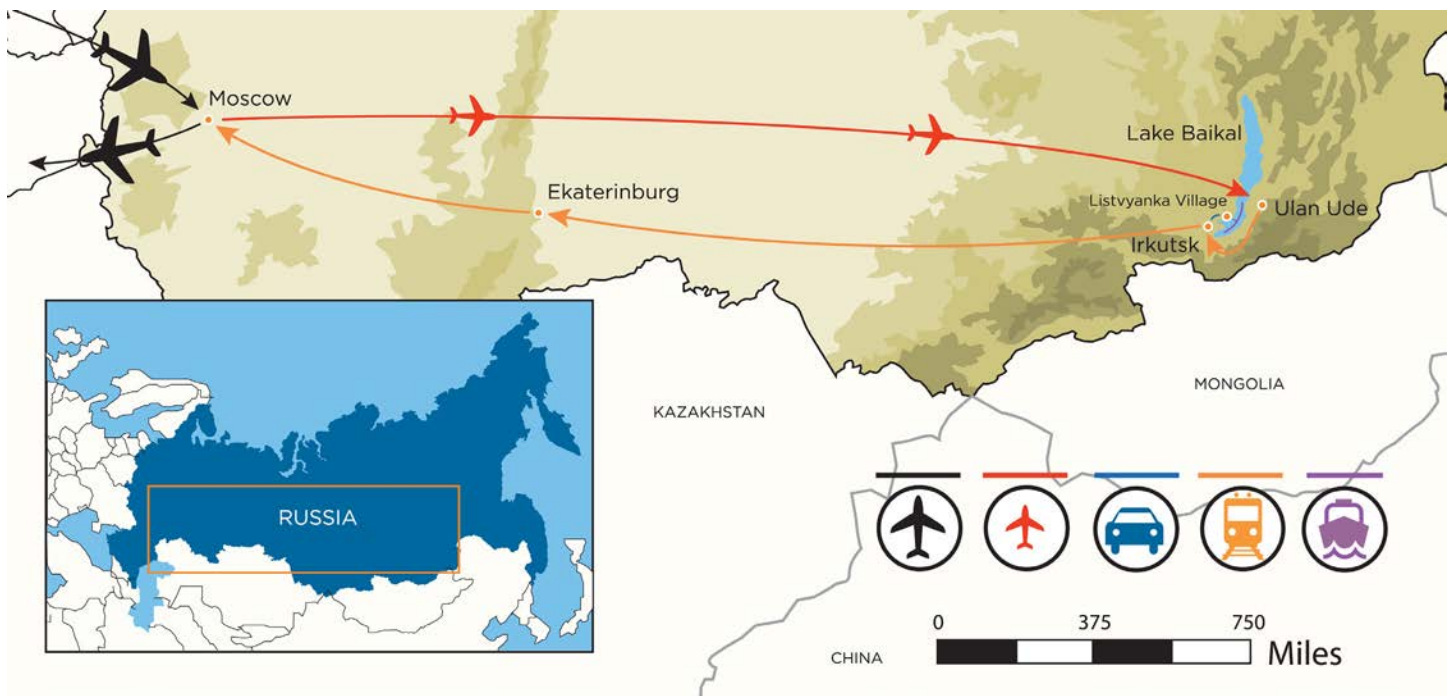 Moscow
Lake Baikal
Ekaterinburg
Listvyanka Village
Ulan Ude
Irkutsk
MONGOLIA
KAZAKHSTAN
RUSSIA
0 375 750
Miles
CHINA